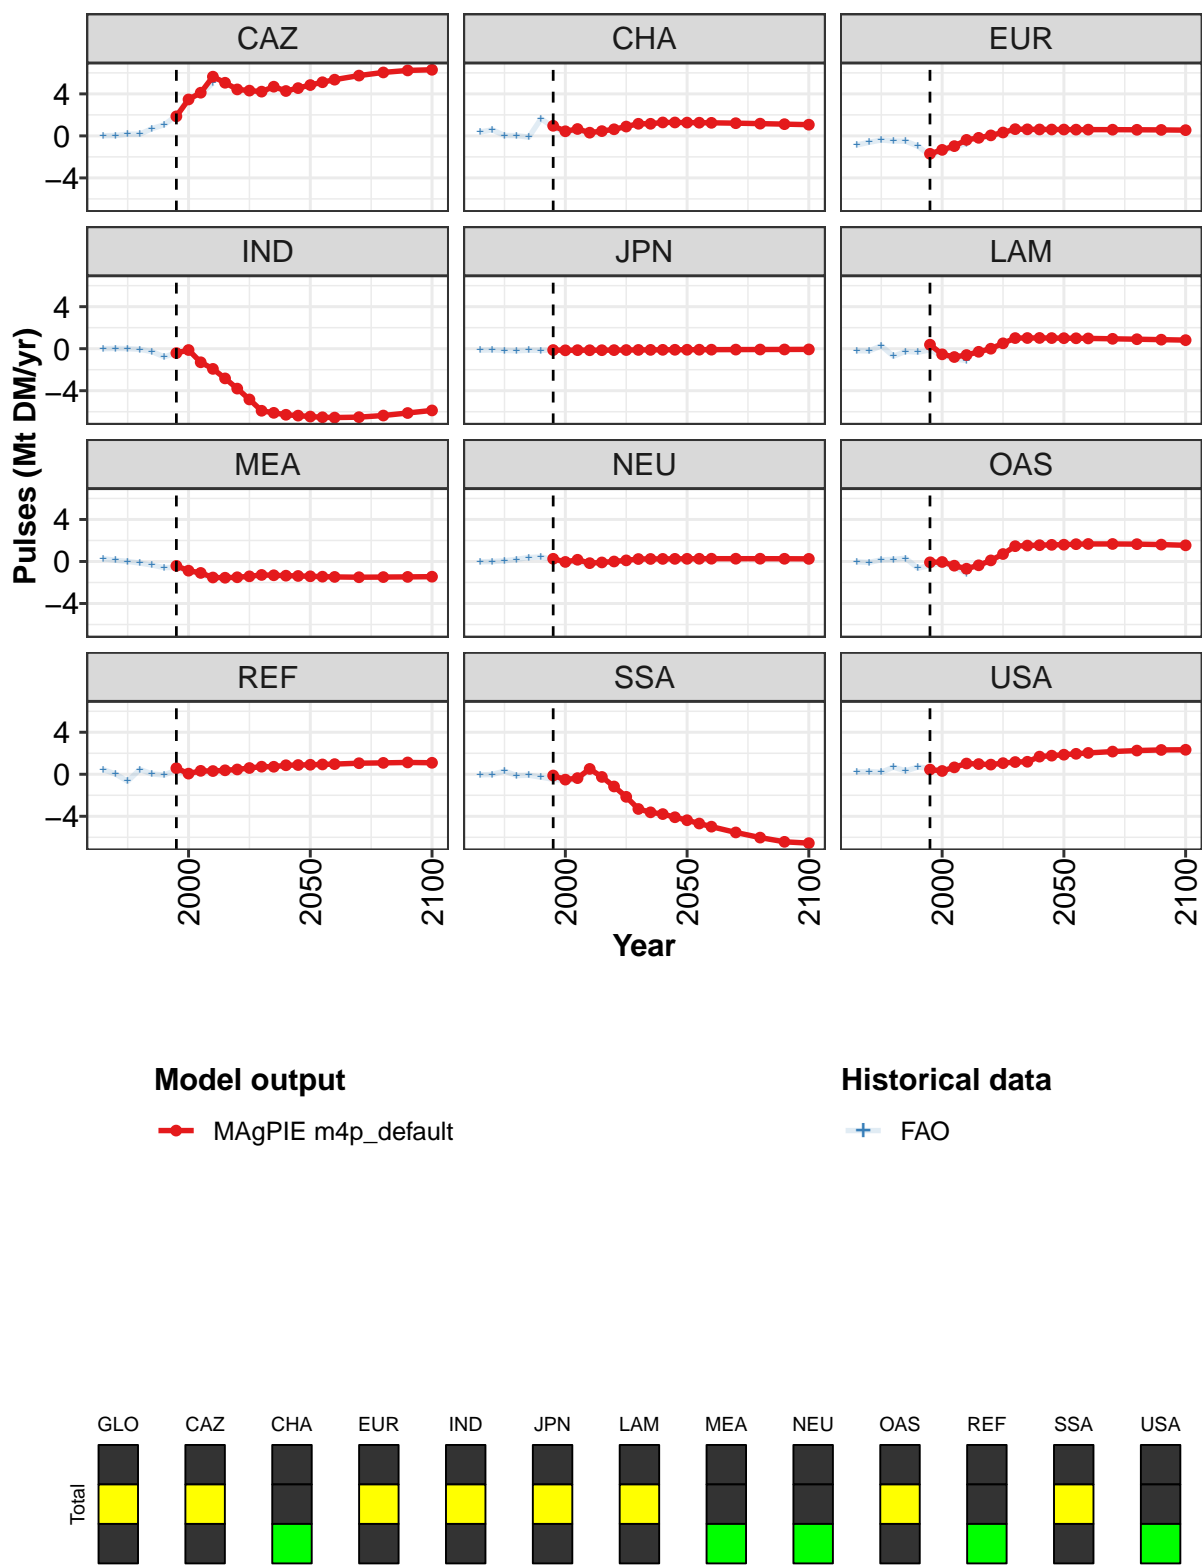 CAZ CHA EUR
4
0
−4
IND JPN LAM
4
0
−4
MEA NEU OAS
4
0
−4
REF SSA USA
4
0
−4
2000 2050 2100 2000 2050 2100 2000 2050 2100
Year
Pulses (Mt DM/yr)
Model output Historical data
MAgPIE m4p_default FAO
GLO CAZ CHA EUR IND JPN LAM MEA NEU OAS REF SSA USA
Total